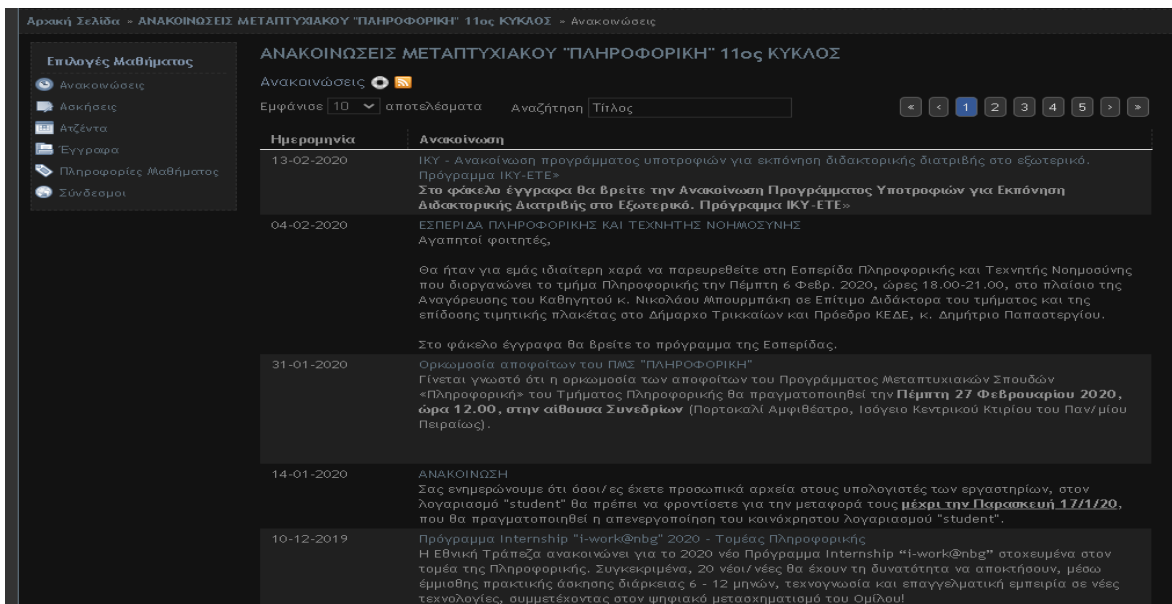 Αρχική Σελίδα » ΑΝΑΚΟΙΝΩΣΕΙΣ ΜΕΤΑΠΤΥΧΙΑΚΟΥ "ΠΛΗΡΟΦΟΡΙΚΗ" 11ος ΚΥΚΛΟΣ » Ανακοινώσεις
Επιλογές Μαθήματος
Ανακοινώσεις
Ασκήσεις
Ατζέντα
Έγγραφα
Πληροφορίες Μαθήματος
Σύνδεσμοι
ΑΝΑΚΟΙΝΩΣΕΙΣ ΜΕΤΑΠΤΥΧΙΑΚΟΥ "ΠΛΗΡΟΦΟΡΙΚΗ" 11ος ΚΥΚΛΟΣ
Ανακοινώσεις
Εμφάνισε 10 αποτελέσματα Αναζήτηση Τίτλος « ‹ 1 2 3 4 5 › »
Ημερομηνία Ανακοίνωση
13-02-2020 ΙΚΥ - Ανακοίνωση προγράμματος υποτροφιών για εκπόνηση διδακτορικής διατριβής στο εξωτερικό.
Πρόγραμμα ΙΚΥ-ΕΤΕ»
Στο φάκελο έγγραφα θα βρείτε την Ανακοίνωση Προγράμματος Υποτροφιών για Εκπόνηση
Διδακτορικής Διατριβής στο Εξωτερικό. Πρόγραμμα ΙΚΥ-ΕΤΕ»
04-02-2020 ΕΣΠΕΡΙΔΑ ΠΛΗΡΟΦΟΡΙΚΗΣ ΚΑΙ ΤΕΧΝΗΤΗΣ ΝΟΗΜΟΣΥΝΗΣ
Αγαπητοί φοιτητές,
Θα ήταν για εμάς ιδιαίτερη χαρά να παρευρεθείτε στη Εσπερίδα Πληροφορικής και Τεχνητής Νοημοσύνης
που διοργανώνει το τμήμα Πληροφορικής την Πέμπτη 6 Φεβρ. 2020, ώρες 18.00-21.00, στο πλαίσιο της
Αναγόρευσης του Καθηγητού κ. Νικολάου Μπουρμπάκη σε Επίτιμο Διδάκτορα του τμήματος και της
επίδοσης τιμητικής πλακέτας στο Δήμαρχο Τρικκαίων και Πρόεδρο ΚΕΔΕ, κ. Δημήτριο Παπαστεργίου.
Στο φάκελο έγγραφα θα βρείτε το πρόγραμμα της Εσπερίδας.
31-01-2020 Ορκωμοσία αποφοίτων του ΠΜΣ "ΠΛΗΡΟΦΟΡΙΚΗ"
Γίνεται γνωστό ότι η ορκωμοσία των αποφοίτων του Προγράμματος Μεταπτυχιακών Σπουδών
«Πληροφορική» του Τμήματος Πληροφορικής θα πραγματοποιηθεί την Πέμπτη 27 Φεβρουαρίου 2020,
ώρα 12.00, στην αίθουσα Συνεδρίων (Πορτοκαλί Αμφιθέατρο, Ισόγειο Κεντρικού Κτιρίου του Παν/μίου
Πειραίως).
14-01-2020 ΑΝΑΚΟΙΝΩΣΗ
Σας ενημερώνουμε ότι όσοι/ες έχετε προσωπικά αρχεία στους υπολογιστές των εργαστηρίων, στον
λογαριασμό "student" θα πρέπει να φροντίσετε για την μεταφορά τους μέχρι την Παρασκευή 17/1/20,
που θα πραγματοποιηθεί η απενεργοποίηση του κοινόχρηστου λογαριασμού "student".
10-12-2019 Πρόγραμμα Internship "i-work@nbg" 2020 - Τομέας Πληροφορικής
Η Εθνική Τράπεζα ανακοινώνει για το 2020 νέο Πρόγραμμα Internship “i-work@nbg” στοχευμένα στον
τομέα της Πληροφορικής. Συγκεκριμένα, 20 νέοι/νέες θα έχουν τη δυνατότητα να αποκτήσουν, μέσω
έμμισθης πρακτικής άσκησης διάρκειας 6 - 12 μηνών, τεχνογνωσία και επαγγελματική εμπειρία σε νέες
τεχνολογίες, συμμετέχοντας στον ψηφιακό μετασχηματισμό του Ομίλου!